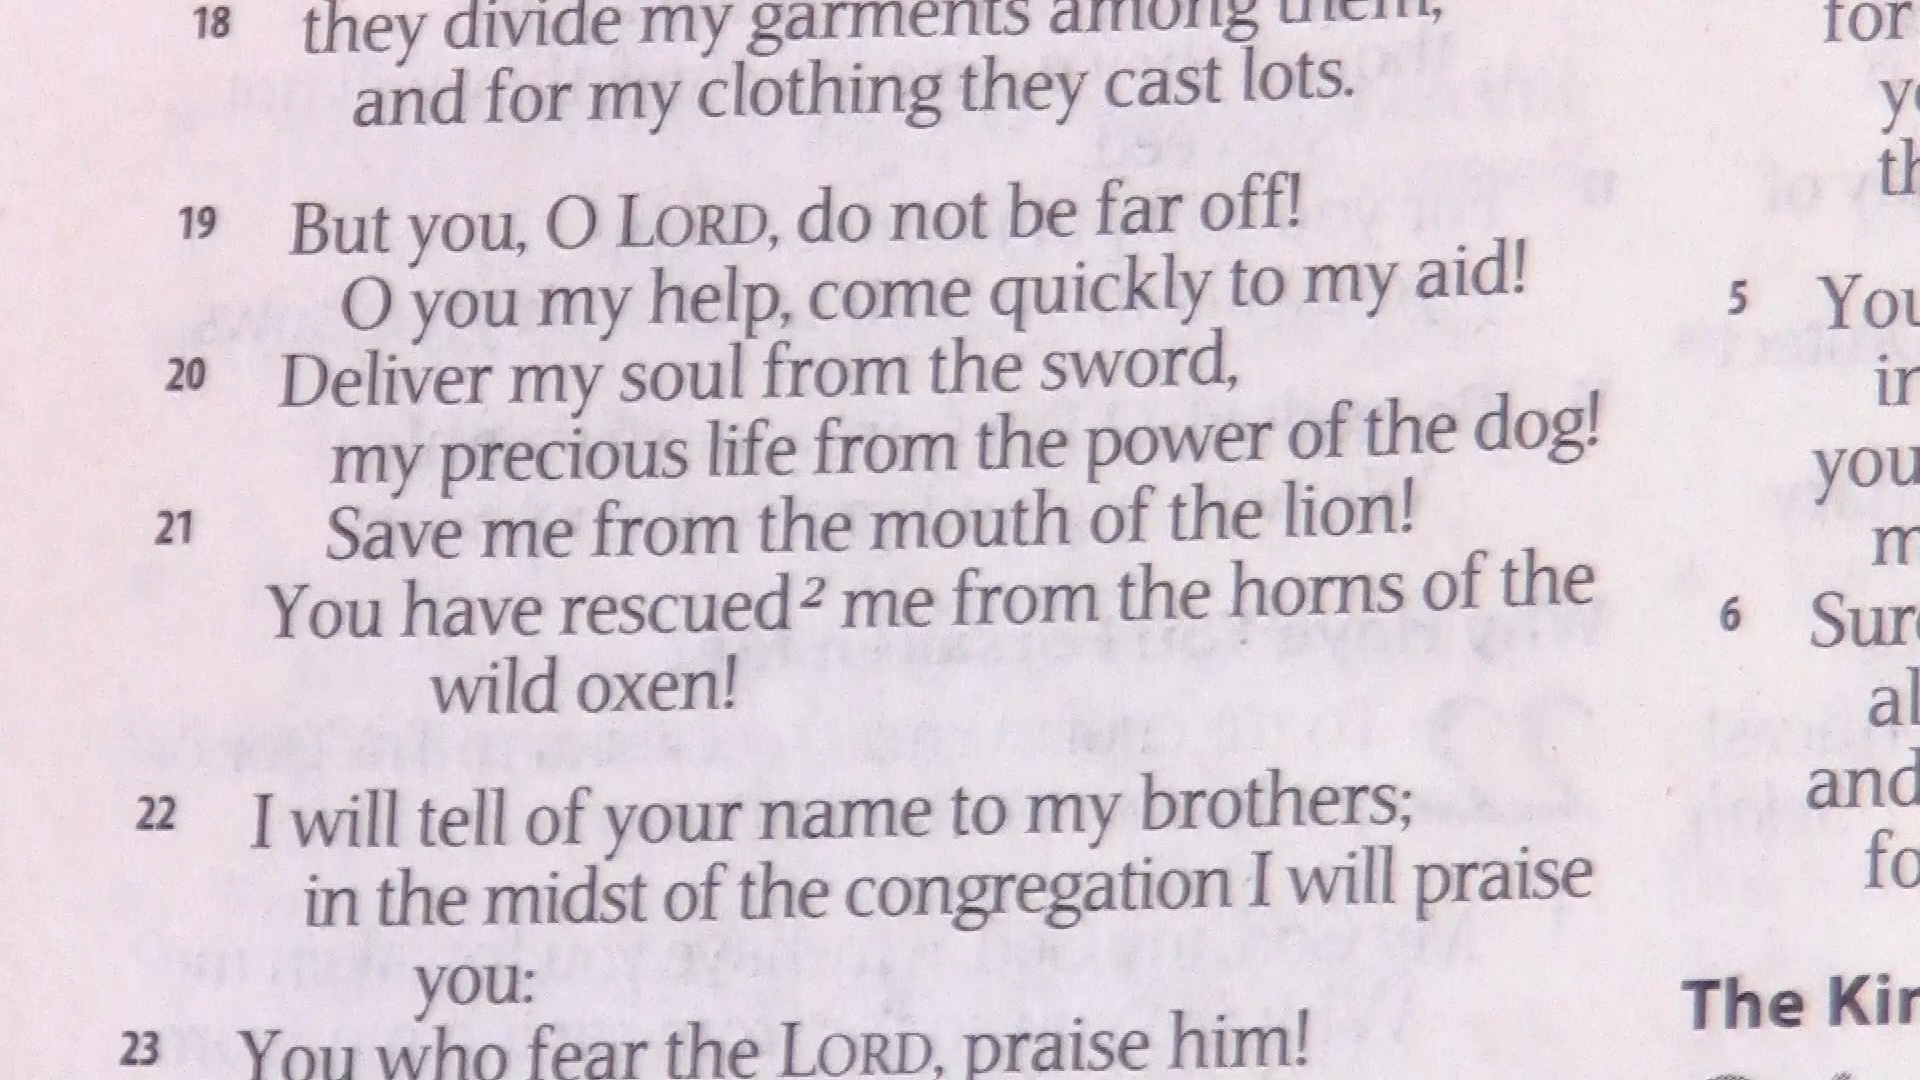 18 they divide my garments among them,
and for my clothing they cast lots.
19 But you, O LORD, do not be far off!
O you my help, come quickly to my aid!
20 Deliver my soul from the sword,
my precious life from the power of the dog!
21 Save me from the mouth of the lion!
You have rescued² me from the horns of the
wild oxen!
22 I will tell of your name to my brothers;
in the midst of the congregation I will praise
you:
23 You who fear the LORD, praise him!
for
5 You
you
6
and
The